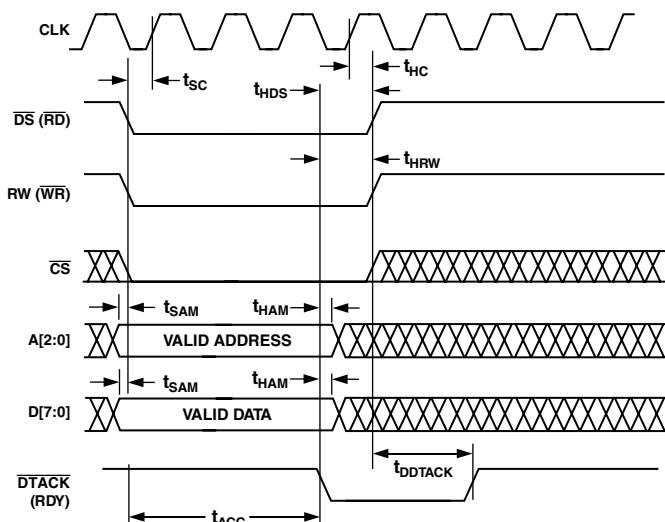 CLK
tSC
tHC
tHDS
DS (RD)
tHRW
RW (WR)
CS
tSAM
tHAM
A[2:0]
VALID ADDRESS
tSAM
tHAM
D[7:0]
VALID DATA
tDDTACK
DTACK
(RDY)
tACC